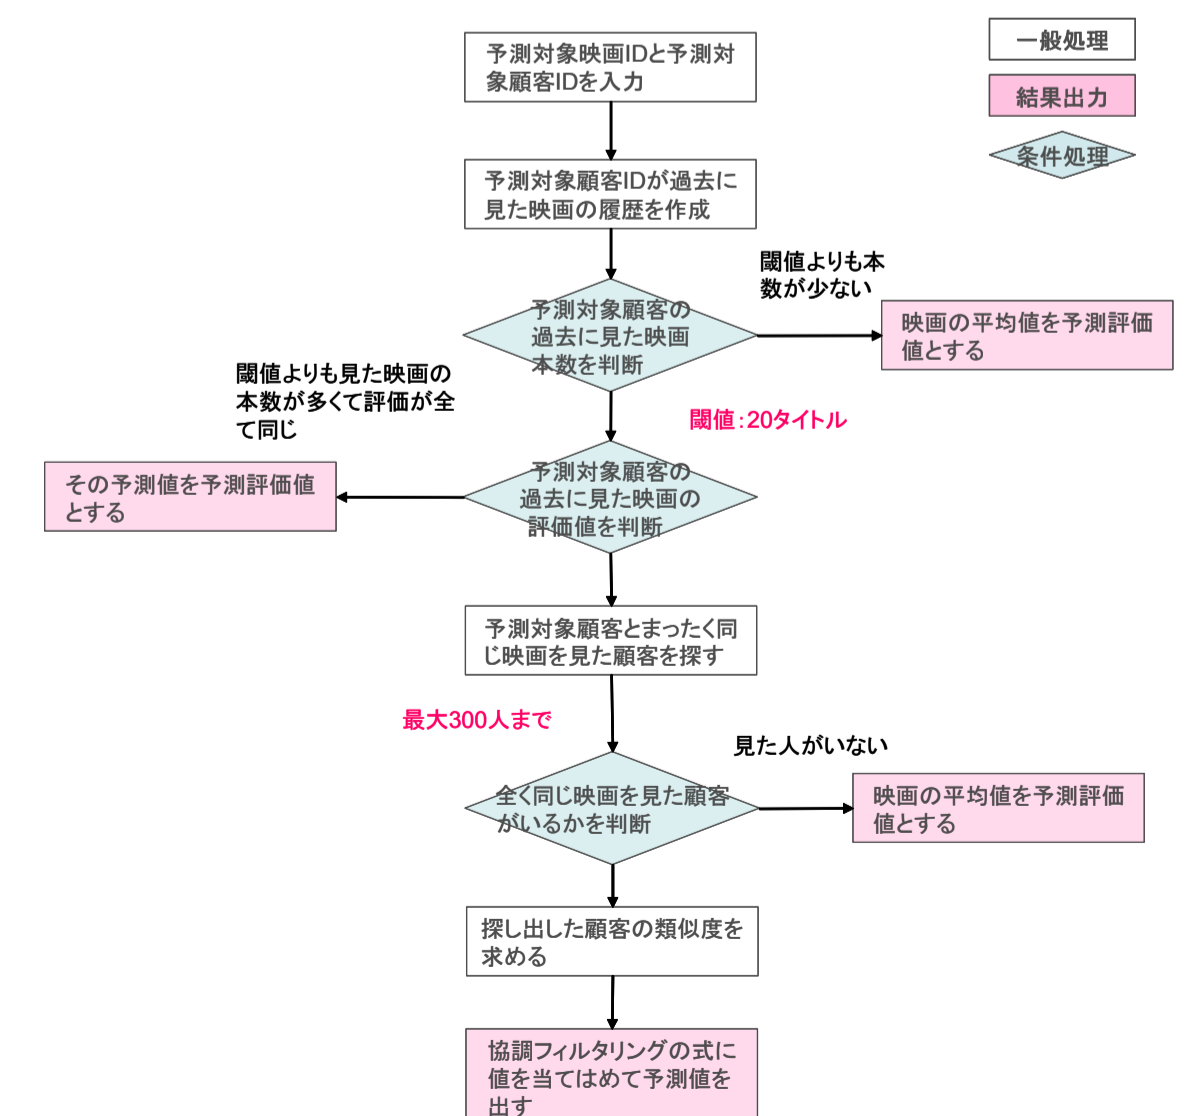 予測対象映画IDと予測対
象顧客IDを入力
一般処理
結果出力
条件処理
予測対象顧客IDが過去に
見た映画の履歴を作成
閾値よりも本
数が少ない
予測対象顧客の
過去に見た映画
本数を判断
映画の平均値を予測評価
値とする
閾値よりも見た映画の
本数が多くて評価が全
て同じ
閾値：20タイトル
予測対象顧客の
過去に見た映画の
評価値を判断
その予測値を予測評価値
とする
予測対象顧客とまったく同
じ映画を見た顧客を探す
最大300人まで
見た人がいない
全く同じ映画を見た顧客
がいるかを判断
映画の平均値を予測評価
値とする
探し出した顧客の類似度を
求める
協調フィルタリングの式に
値を当てはめて予測値を
出す